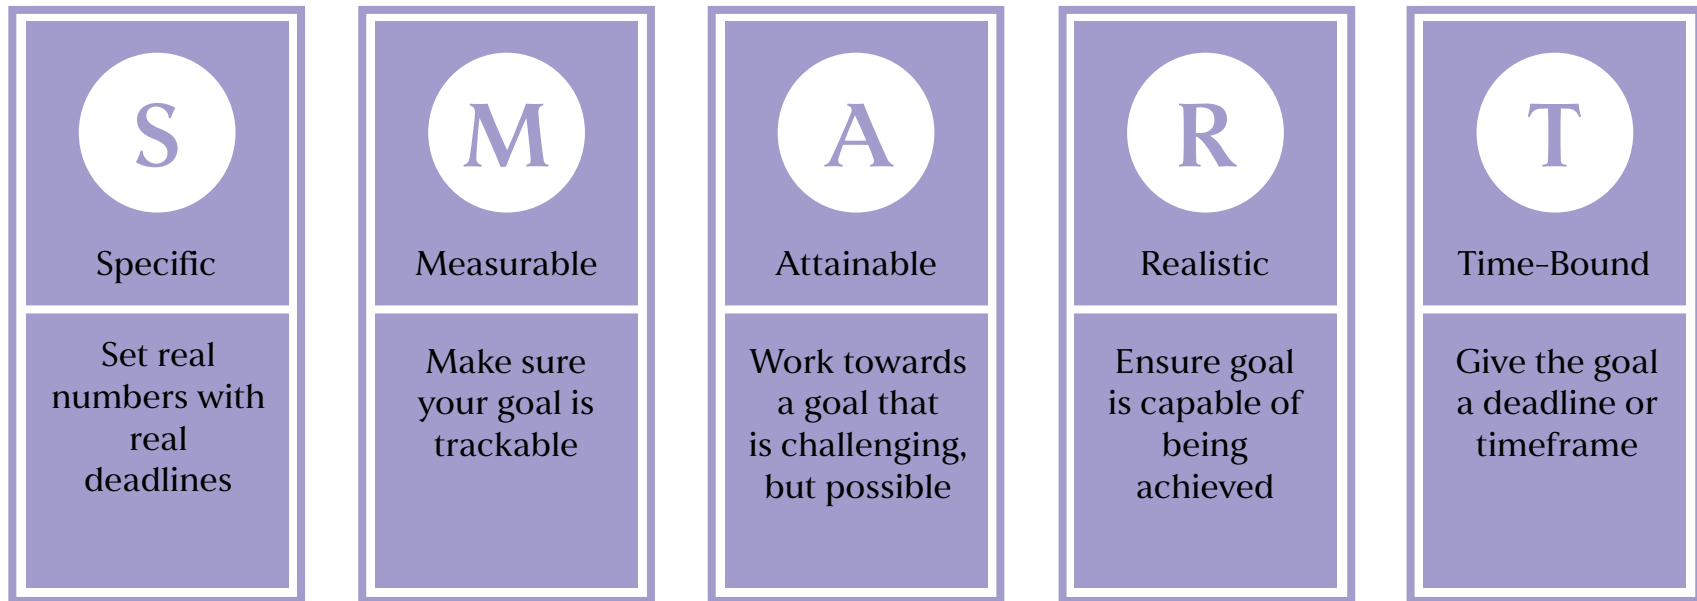 S
Specific
Set real
numbers with
real
deadlines
M
Measurable
Make sure
your goal is
trackable
A
Attainable
Work towards
a goal that
is challenging,
but possible
R
Realistic
Ensure goal
is capable of
being
achieved
T
Time-Bound
Give the goal
a deadline or
timeframe